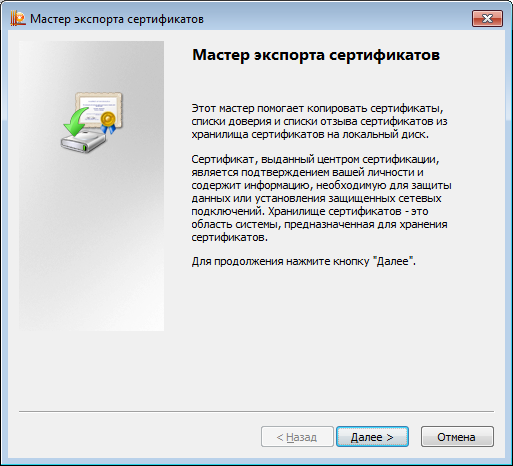 Мастер экспорта сертификатов
Мастер экспорта сертификатов
Этот мастер помогает копировать сертификаты,
списки доверия и списки отзыва сертификатов из
хранилища сертификатов на локальный диск.
Сертификат, выданный центром сертификации,
является подтверждением вашей личности и
содержит информацию, необходимую для защиты
данных или установления защищенных сетевых
подключений. Хранилище сертификатов - это
область системы, предназначенная для хранения
сертификатов.
Для продолжения нажмите кнопку "Далее".
< Назад
Далее >
Отмена